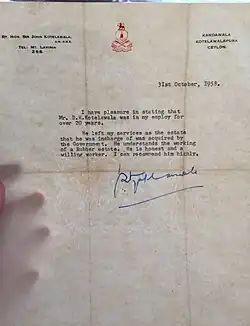 RT. HON. SIR JOHN KOTELAWALA
TEL: MT. LAVINIA
KANDAWALA
KOTELAWALAPURA
CEYLON.
31st October, 1958.
I have pleasure in stating that
Mr. D.W.Kotelawala was in my employ for
over 20 years.
He left my services as the estate
that he was incharge of was acquired by
the Government. He understands the working
of a Rubber estate. He is honest and a
willing worker. I can recommend him highly.